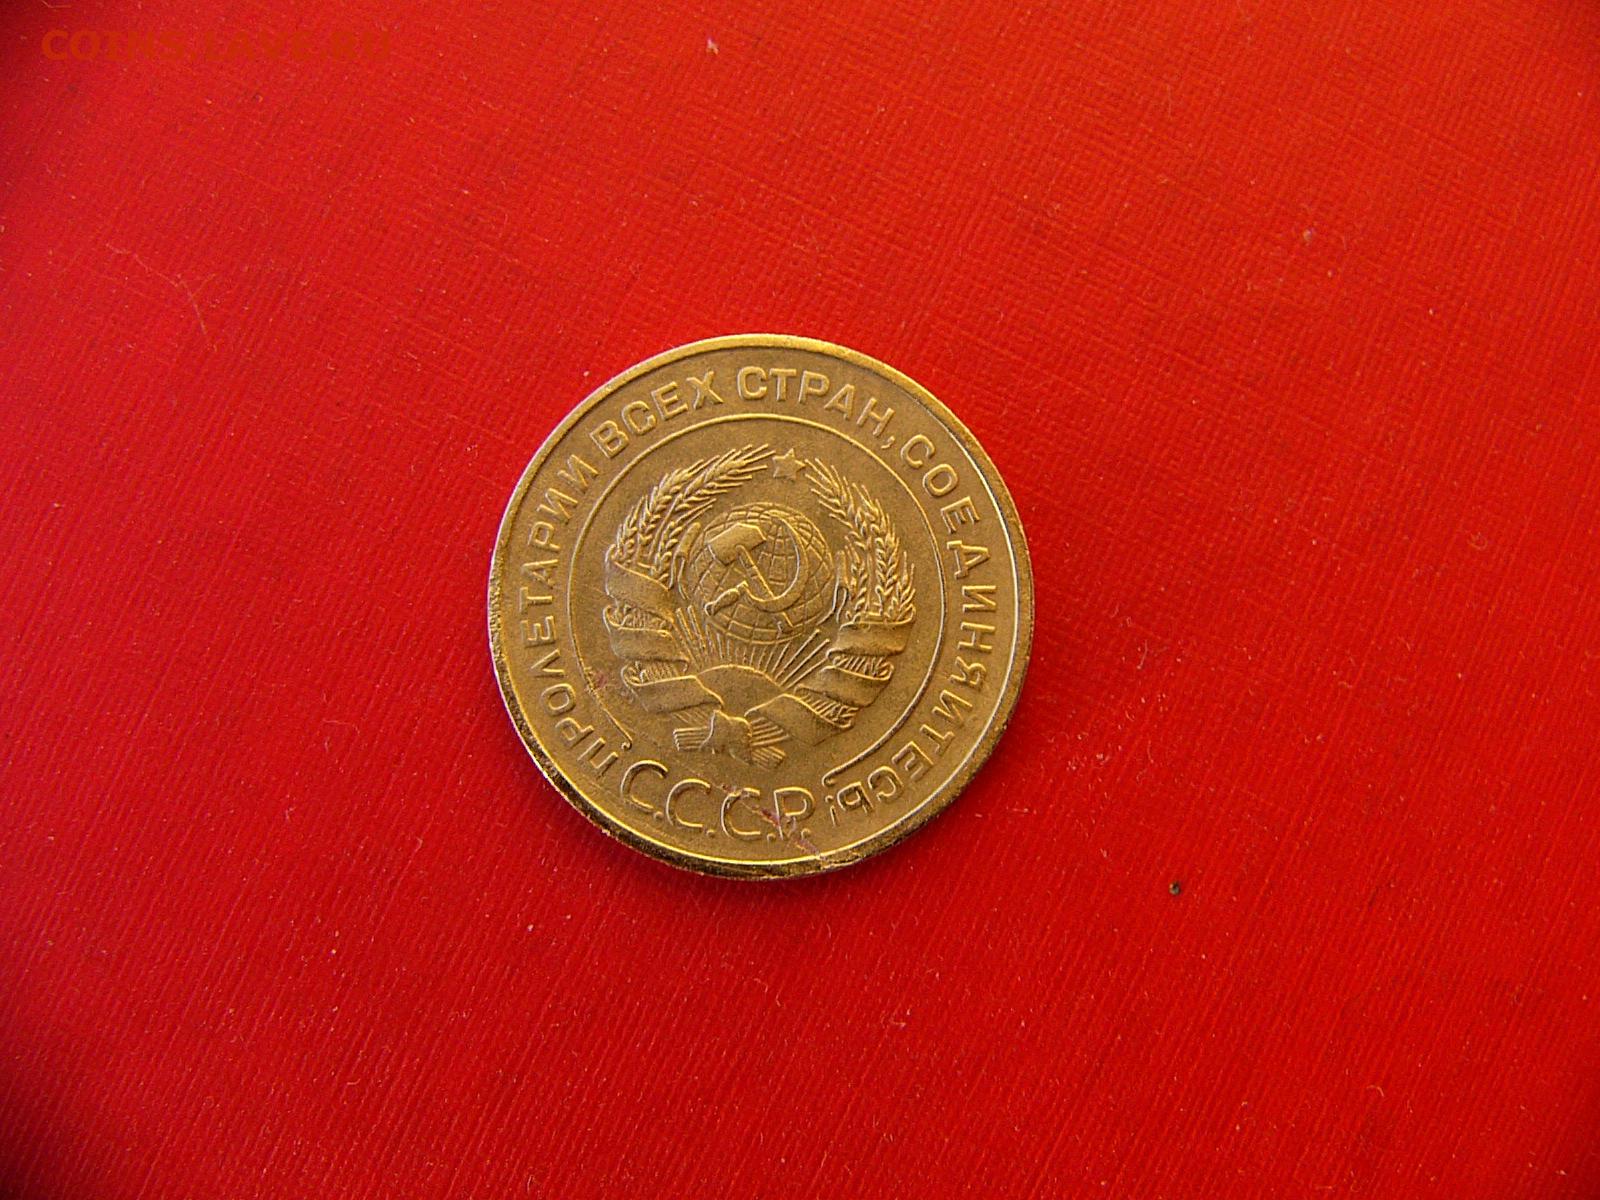 COINS.LAVE.RU
ПРОЛЕТАРИИ ВСЕХ СТРАН, СОЕДИНЯЙТЕСЬ!
С.С.С.Р.